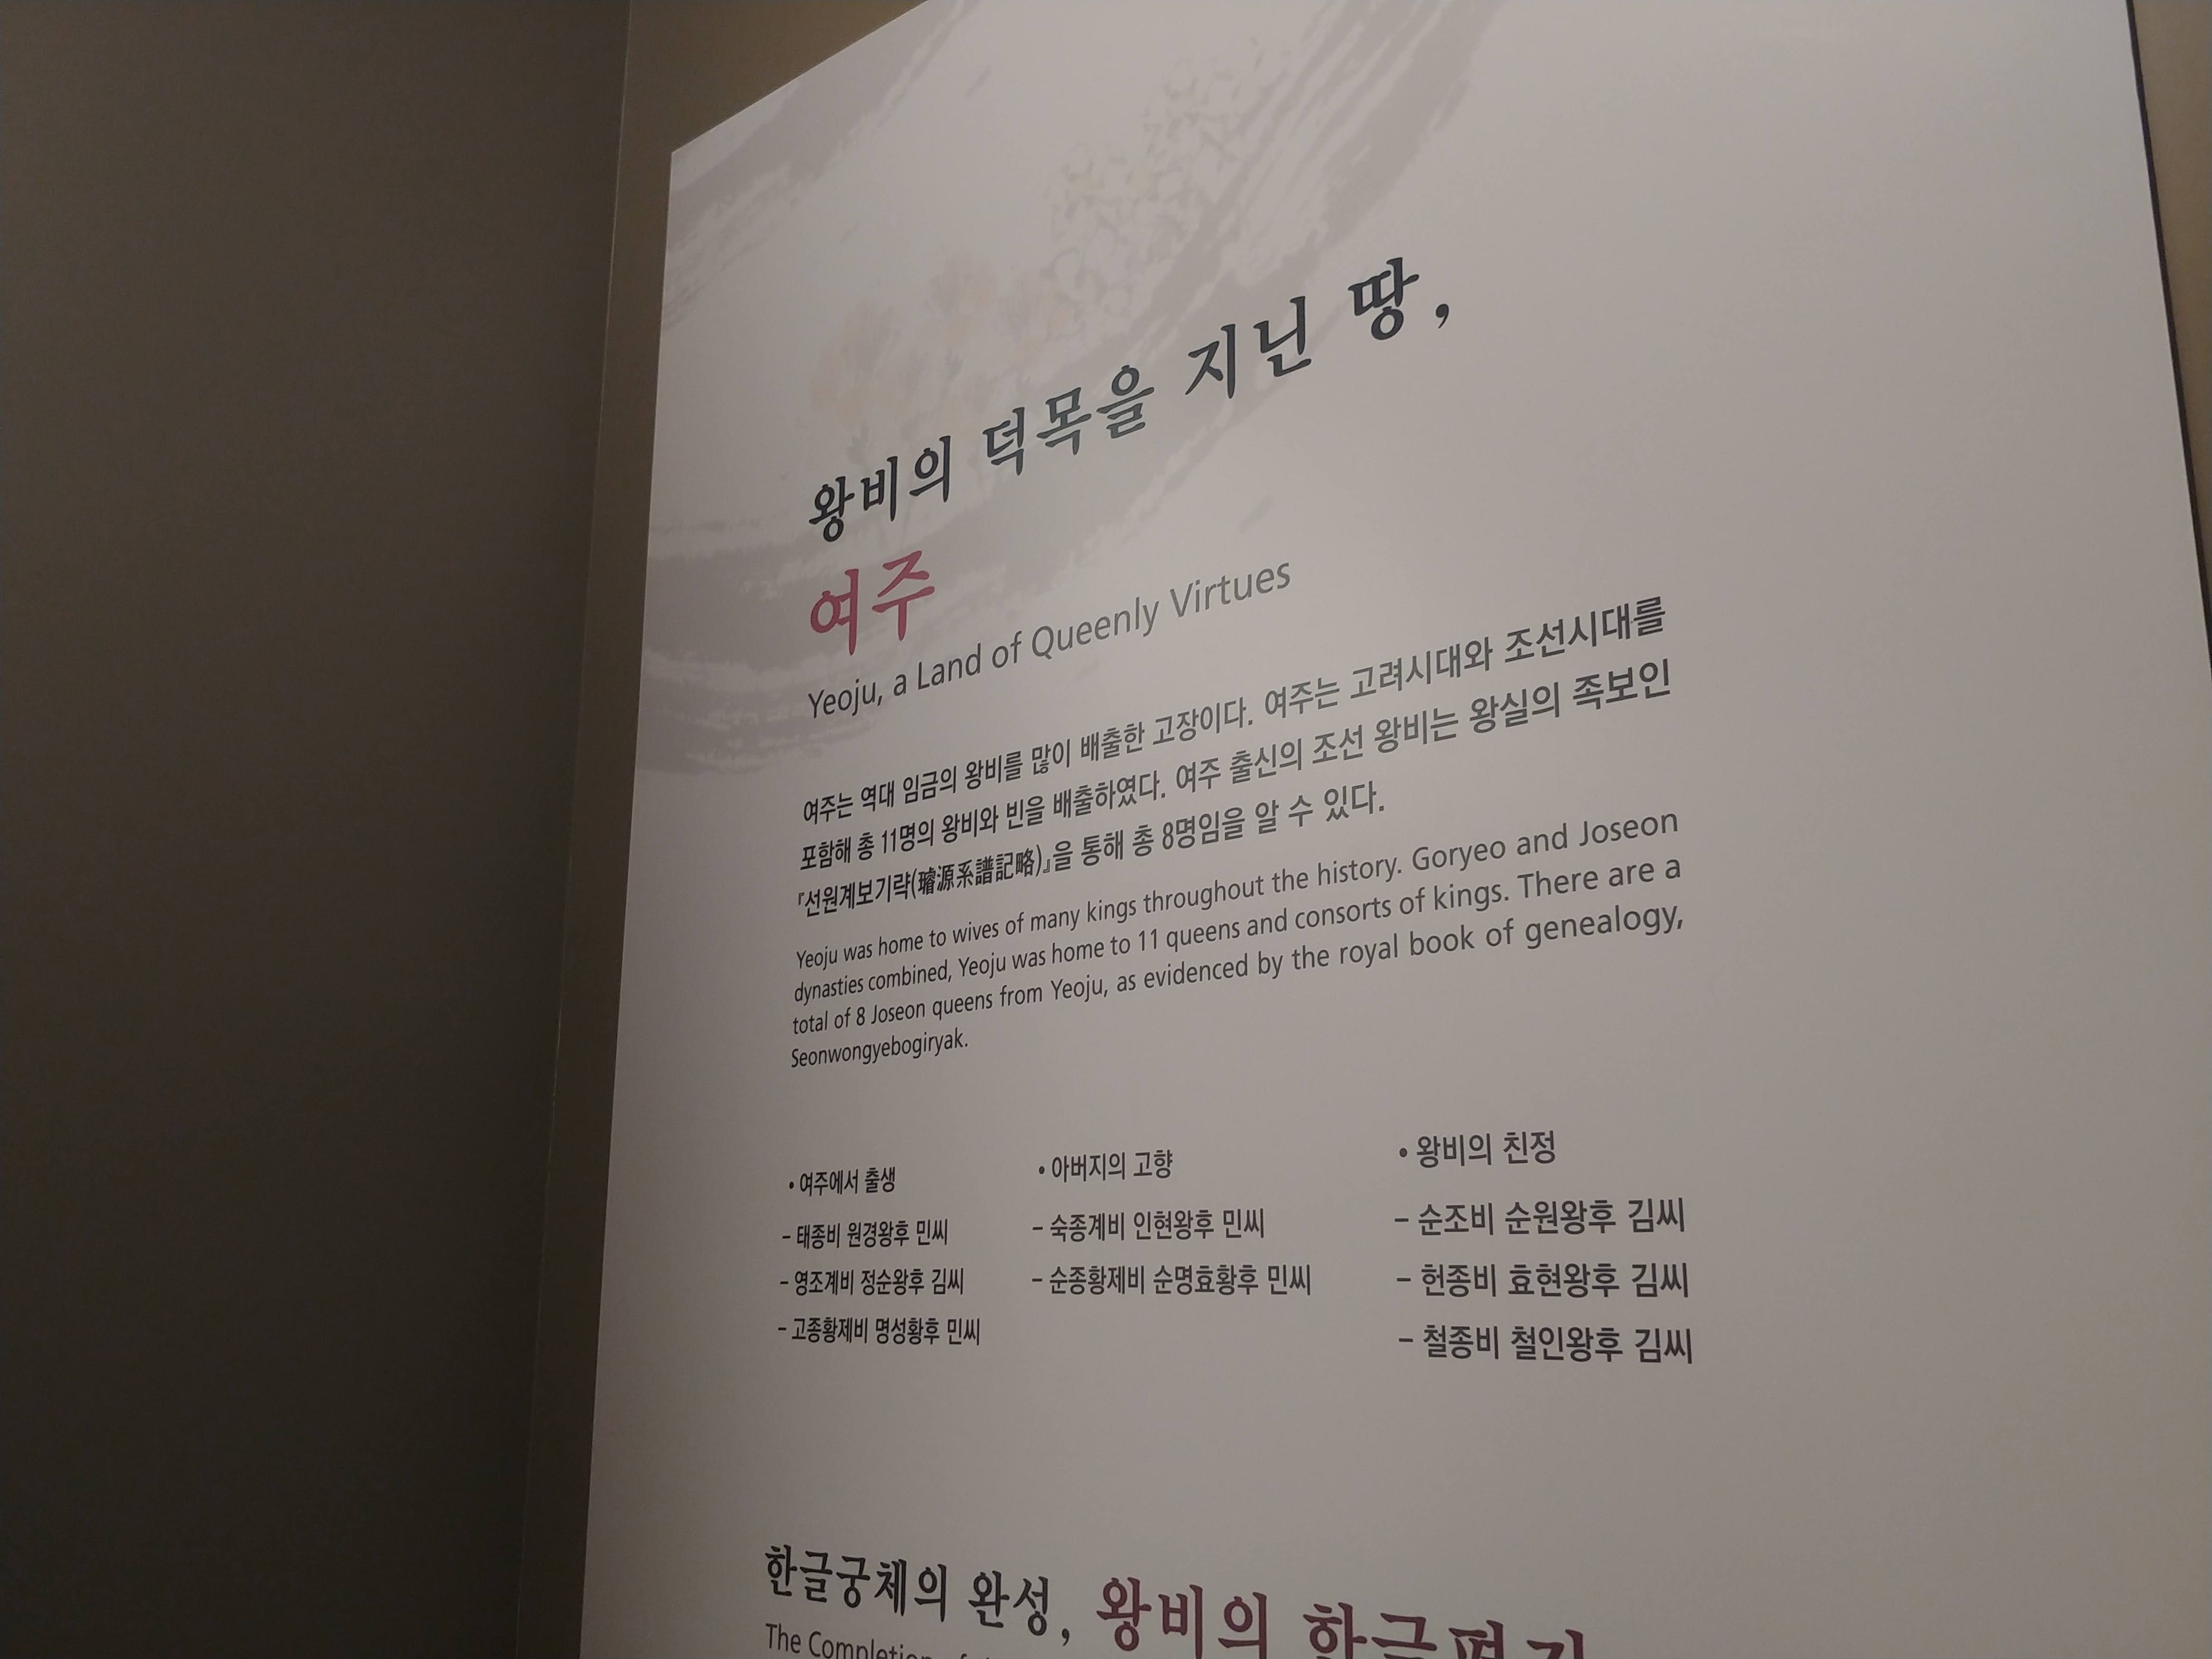 왕비의 덕목을 지닌 땅,
여주
Yeoju, a Land of Queenly Virtues
여주는 역대 임금의 왕비를 많이 배출한 고장이다. 여주는 고려시대와 조선시대를
포함해 총 11명의 왕비와 빈을 배출하였다. 여주 출신의 조선 왕비는 왕실의 족보인
『선원계보기략(璿源系譜記略)』을 통해 총 8명임을 알 수 있다.
Yeoju was home to wives of many kings throughout the history. Goryeo and Joseon
dynasties combined, Yeoju was home to 11 queens and consorts of kings. There are a
total of 8 Joseon queens from Yeoju, as evidenced by the royal book of genealogy,
Seonwongyebogiryak.
• 여주에서 출생
– 태종비 원경왕후 민씨
– 영조계비 정순왕후 김씨
– 고종황제비 명성황후 민씨
• 아버지의 고향
– 숙종계비 인현왕후 민씨
– 순종황제비 순명효황후 민씨
• 왕비의 친정
– 순조비 순원왕후 김씨
– 헌종비 효현왕후 김씨
– 철종비 철인왕후 김씨
한글궁체의 완성, 왕비의 한글편지
The Completion of